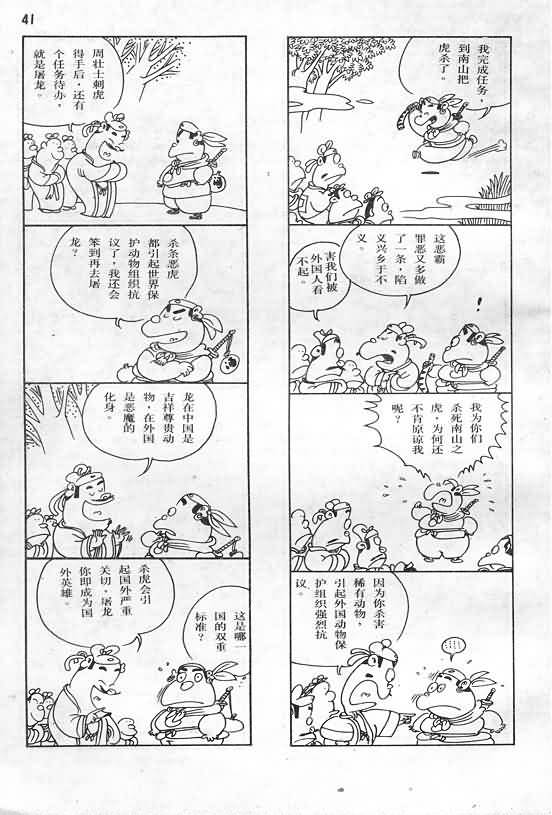 41
我完成任务，
到南山把
虎杀了。
这恶霸
罪恶又多做
了一条，陷
义兴乡于不
义。
害我们被
外国人看
不起。
!
我为你们
杀死南山之
虎，为何还
不肯原谅我
呢？
因为你杀害
稀有动物，
引起外国动物保
护组织强烈抗
议。
……
周壮士刺虎
得手后，还有
个任务待办，
就是屠龙。
杀条恶虎
都引起世界保
护动物组织抗
议了，我还会
笨到再去屠
龙？
龙在中国是
吉祥尊贵动
物，在外国
是恶魔的
化身。
杀虎会引
起国外严重
关切，屠龙
你即成为国
外英雄。
这是哪一
国的双重
标准？